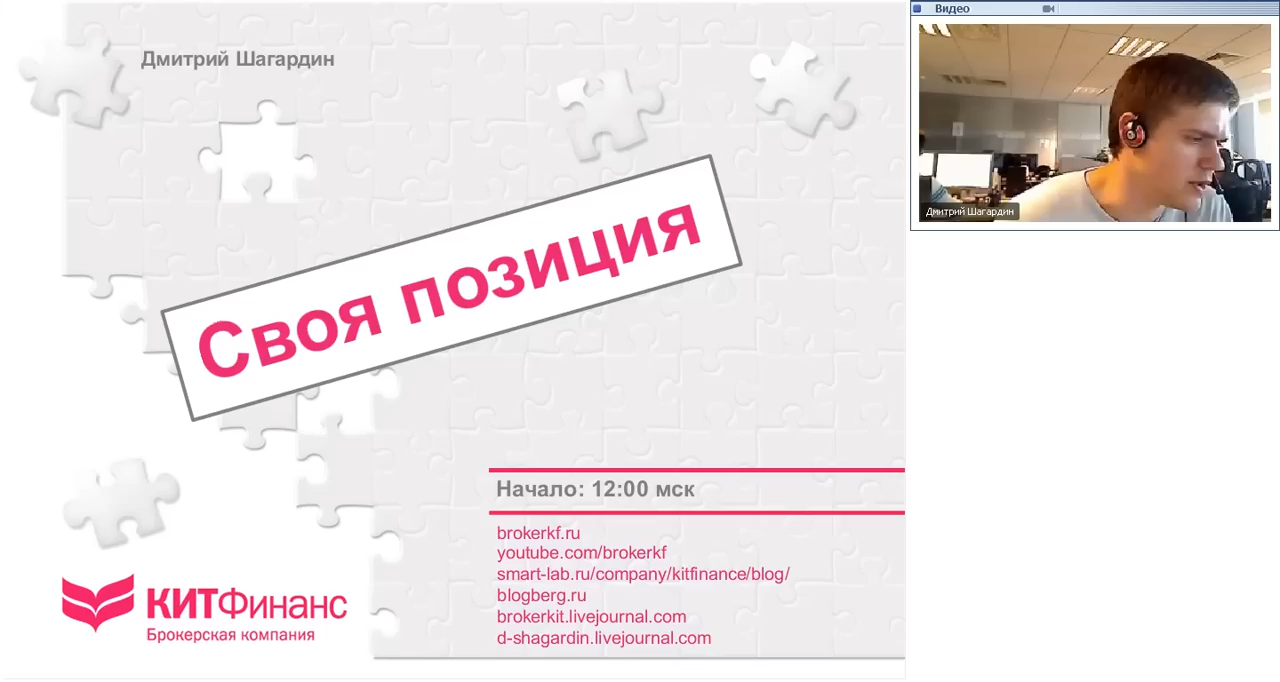 Дмитрий Шагардин
Своя позиция
Начало: 12:00 мск
brokerkf.ru
youtube.com/brokerkf
smart-lab.ru/company/kitfinance/blog/
blogberg.ru
brokerkit.livejournal.com
d-shagardin.livejournal.com
КИТФинанс
Брокерская компания
Видео
Дмитрий Шагардин